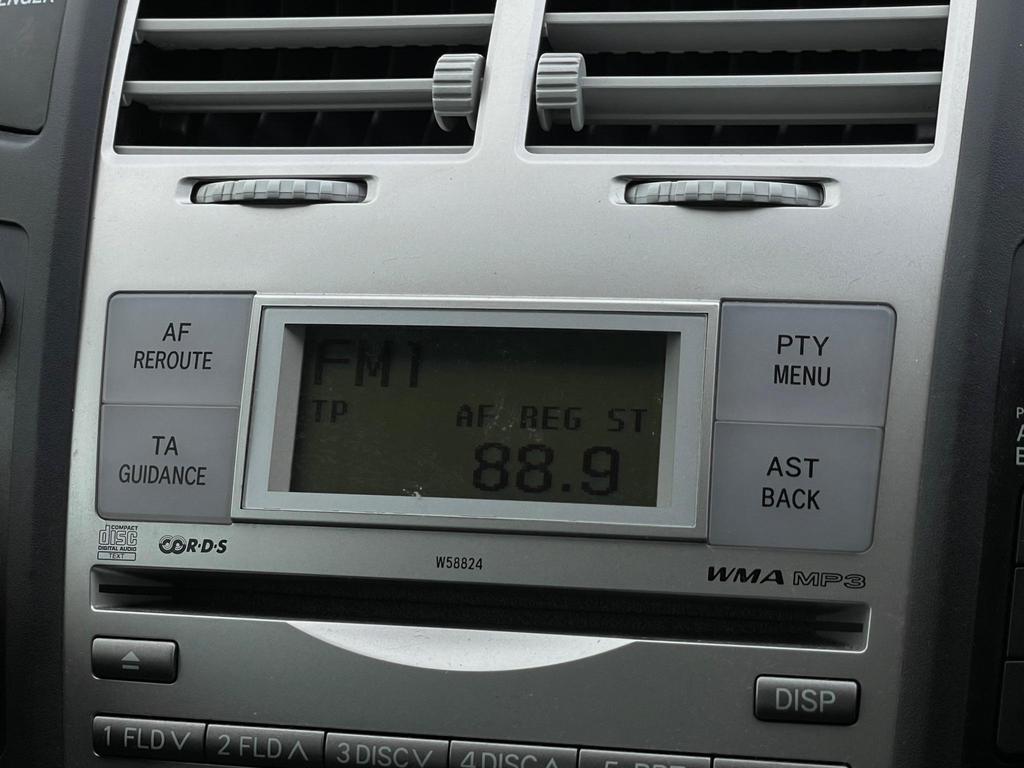 AF
REROUTE
PTY
MENU
FM1
TP AF REG ST
88.9
TA
GUIDANCE
AST
BACK
COMPACT
disc
DIGITAL AUDIO
TEXT
R·D·S
W58824
WMA MP3
DISP
1 FLD ∨
2 FLD ∧
3 DISC ∨
4 DISC ∧